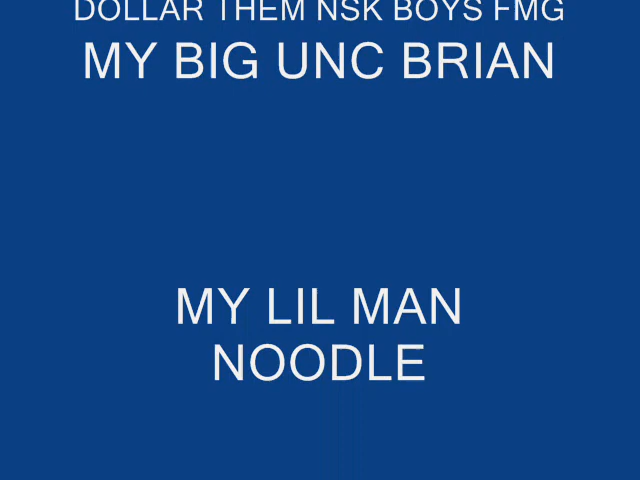 DOLLAR THEM NSK BOYS FMG
MY BIG UNC BRIAN
MY LIL MAN
NOODLE